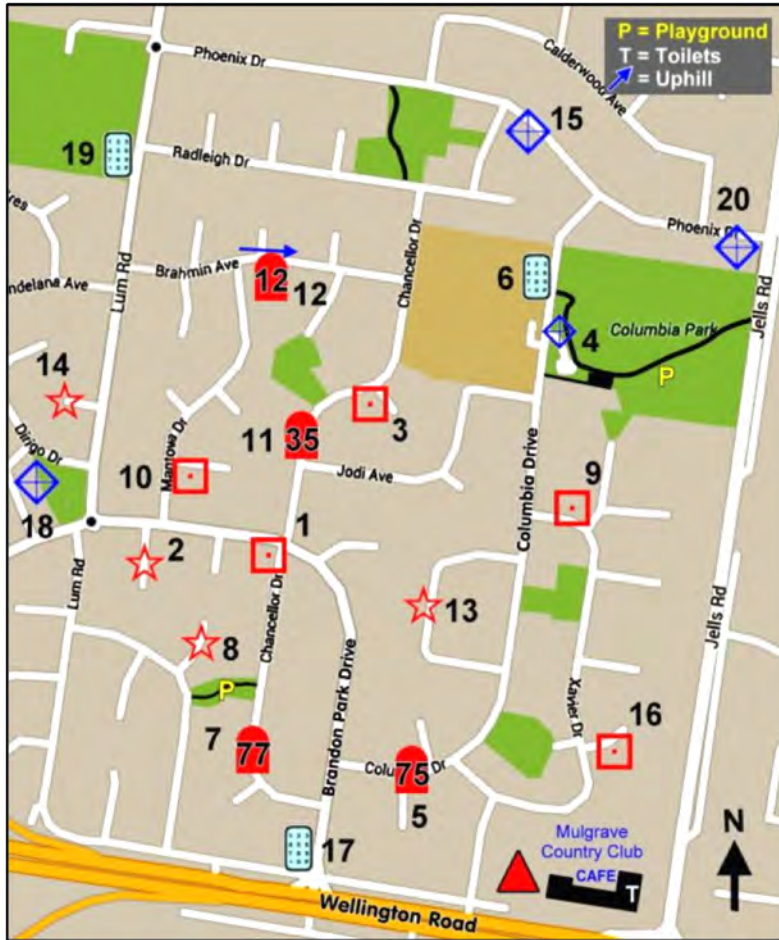 P = Playground
T = Toilets
= Uphill
Phoenix Dr
Calderwood Ave
15
19
Radleigh Dr
20
Phoenix Dr
Chancellor Dr
6
Lum Rd
Brahmin Ave
12
12
Columbia Park
4
P
Jells Rd
14
3
11
35
Dirigo Dr
Mantowa Dr
10
Jodi Ave
9
18
1
Columbia Drive
2
Lum Rd
Chancellor Dr
13
8
P
Brandon Park Drive
Jells Rd
Xavier Dr
16
7
77
75
5
N
Mulgrave
Country Club
CAFE
T
17
Wellington Road